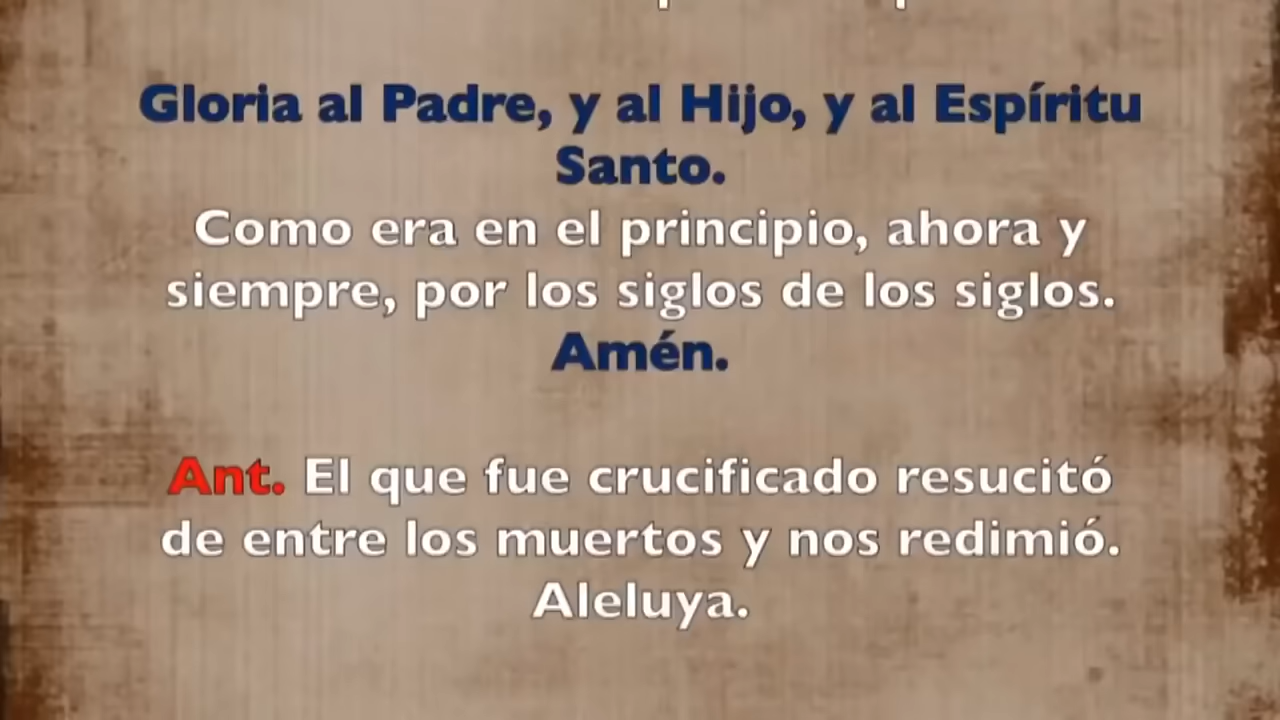 Gloria al Padre, y al Hijo, y al Espíritu
Santo.
Como era en el principio, ahora y
siempre, por los siglos de los siglos.
Amén.
Ant. El que fue crucificado resucitó
de entre los muertos y nos redimió.
Aleluya.